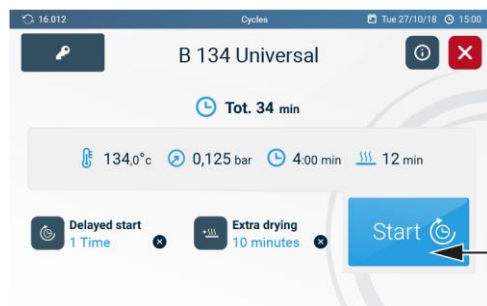 16.012 Cycles Tue 27/10/18 15:00
B 134 Universal
Tot. 34 min
134,0°c 0,125 bar 4:00 min 12 min
Delayed start
1 Time
Extra drying
10 minutes
Start